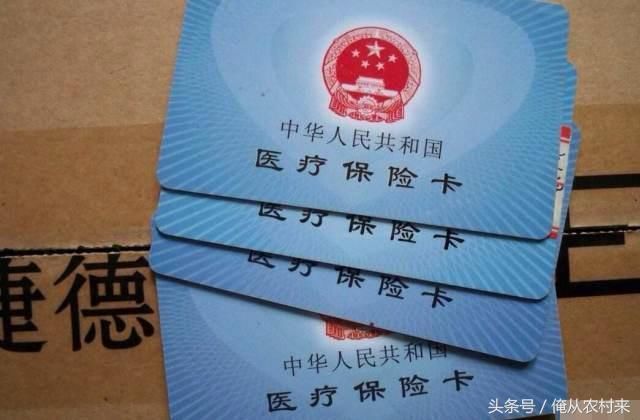 中华人民共和国
医疗保险卡
医疗保险卡
医疗保险卡
捷德
中华人民共和国
医疗保险卡
头条号／俺从农村来